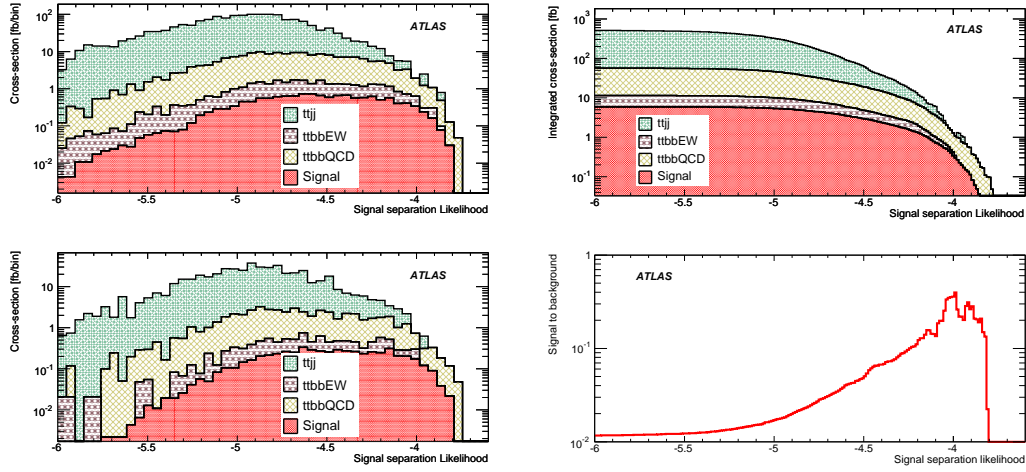 Cross-section [fb/bin]
10²
10
1
10⁻¹
10⁻²
ATLAS
ttjj
ttbbEW
ttbbQCD
Signal
-6 -5.5 -5 -4.5 -4
Signal separation Likelihood
Integrated cross-section [fb]
10³
10²
10
1
10⁻¹
ATLAS
ttjj
ttbbEW
ttbbQCD
Signal
-6 -5.5 -5 -4.5 -4
Signal separation Likelihood
Cross-section [fb/bin]
10
1
10⁻¹
10⁻²
ATLAS
ttjj
ttbbEW
ttbbQCD
Signal
-6 -5.5 -5 -4.5 -4
Signal separation Likelihood
Signal to background
1
10⁻¹
10⁻²
ATLAS
-6 -5.5 -5 -4.5 -4
Signal separation likelihood